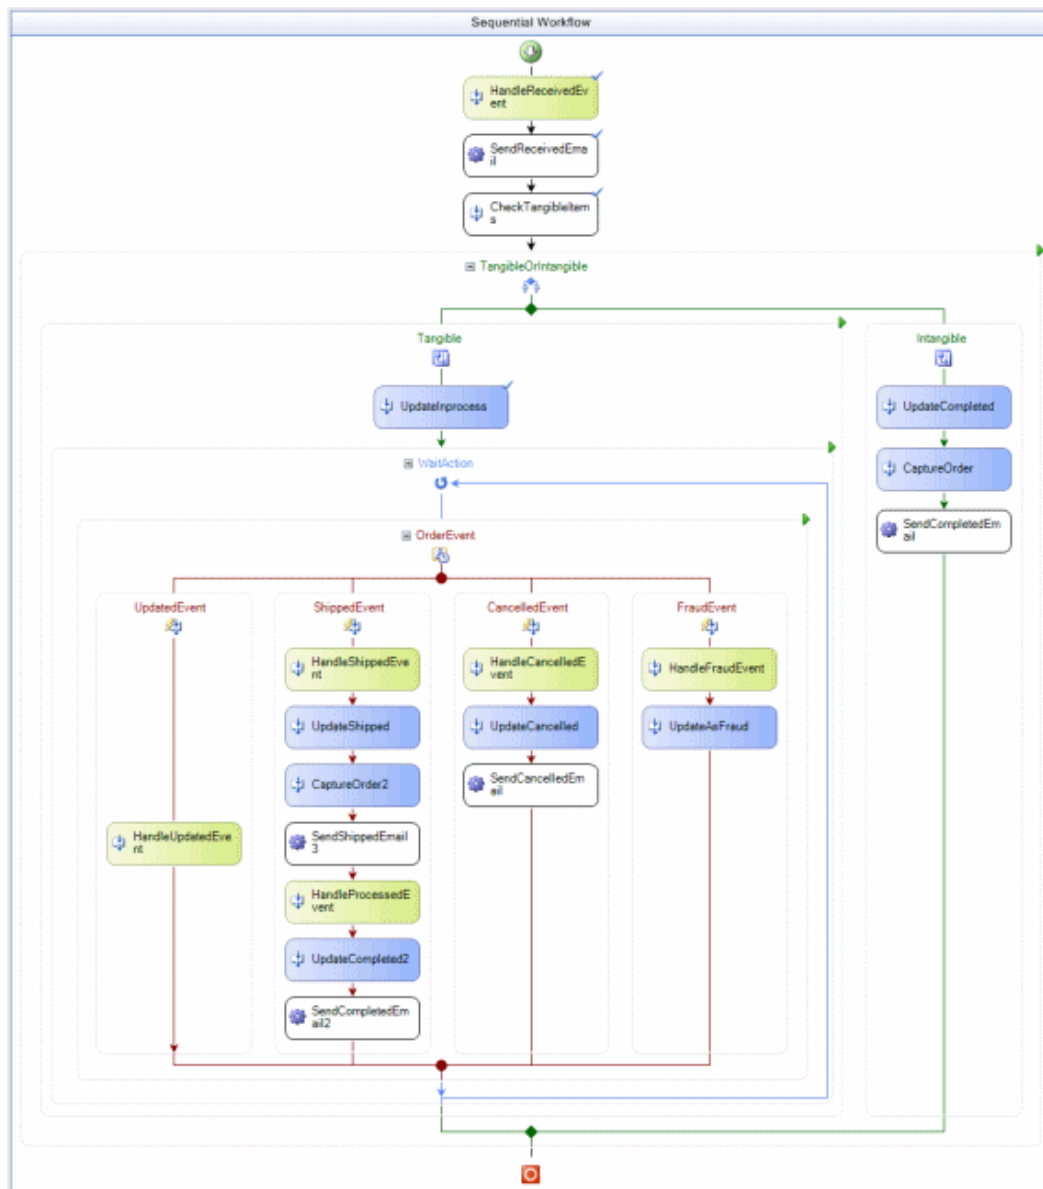 Sequential Workflow
HandleReceivedEv
ent
SendReceivedEma
il
CheckTangibleItem
s
TangibleOrIntangible
Tangible
UpdateInprocess
WaitAction
OrderEvent
UpdatedEvent
HandleUpdatedEve
nt
ShippedEvent
HandleShippedEve
nt
UpdateShipped
CaptureOrder2
SendShippedEmail
3
HandleProcessedE
vent
UpdateCompleted2
SendCompletedEm
ail2
CancelledEvent
HandleCancelledE
vent
UpdateCancelled
SendCancelledEm
ail
FraudEvent
HandleFraudEvent
UpdateAsFraud
Intangible
UpdateCompleted
CaptureOrder
SendCompletedEm
ail